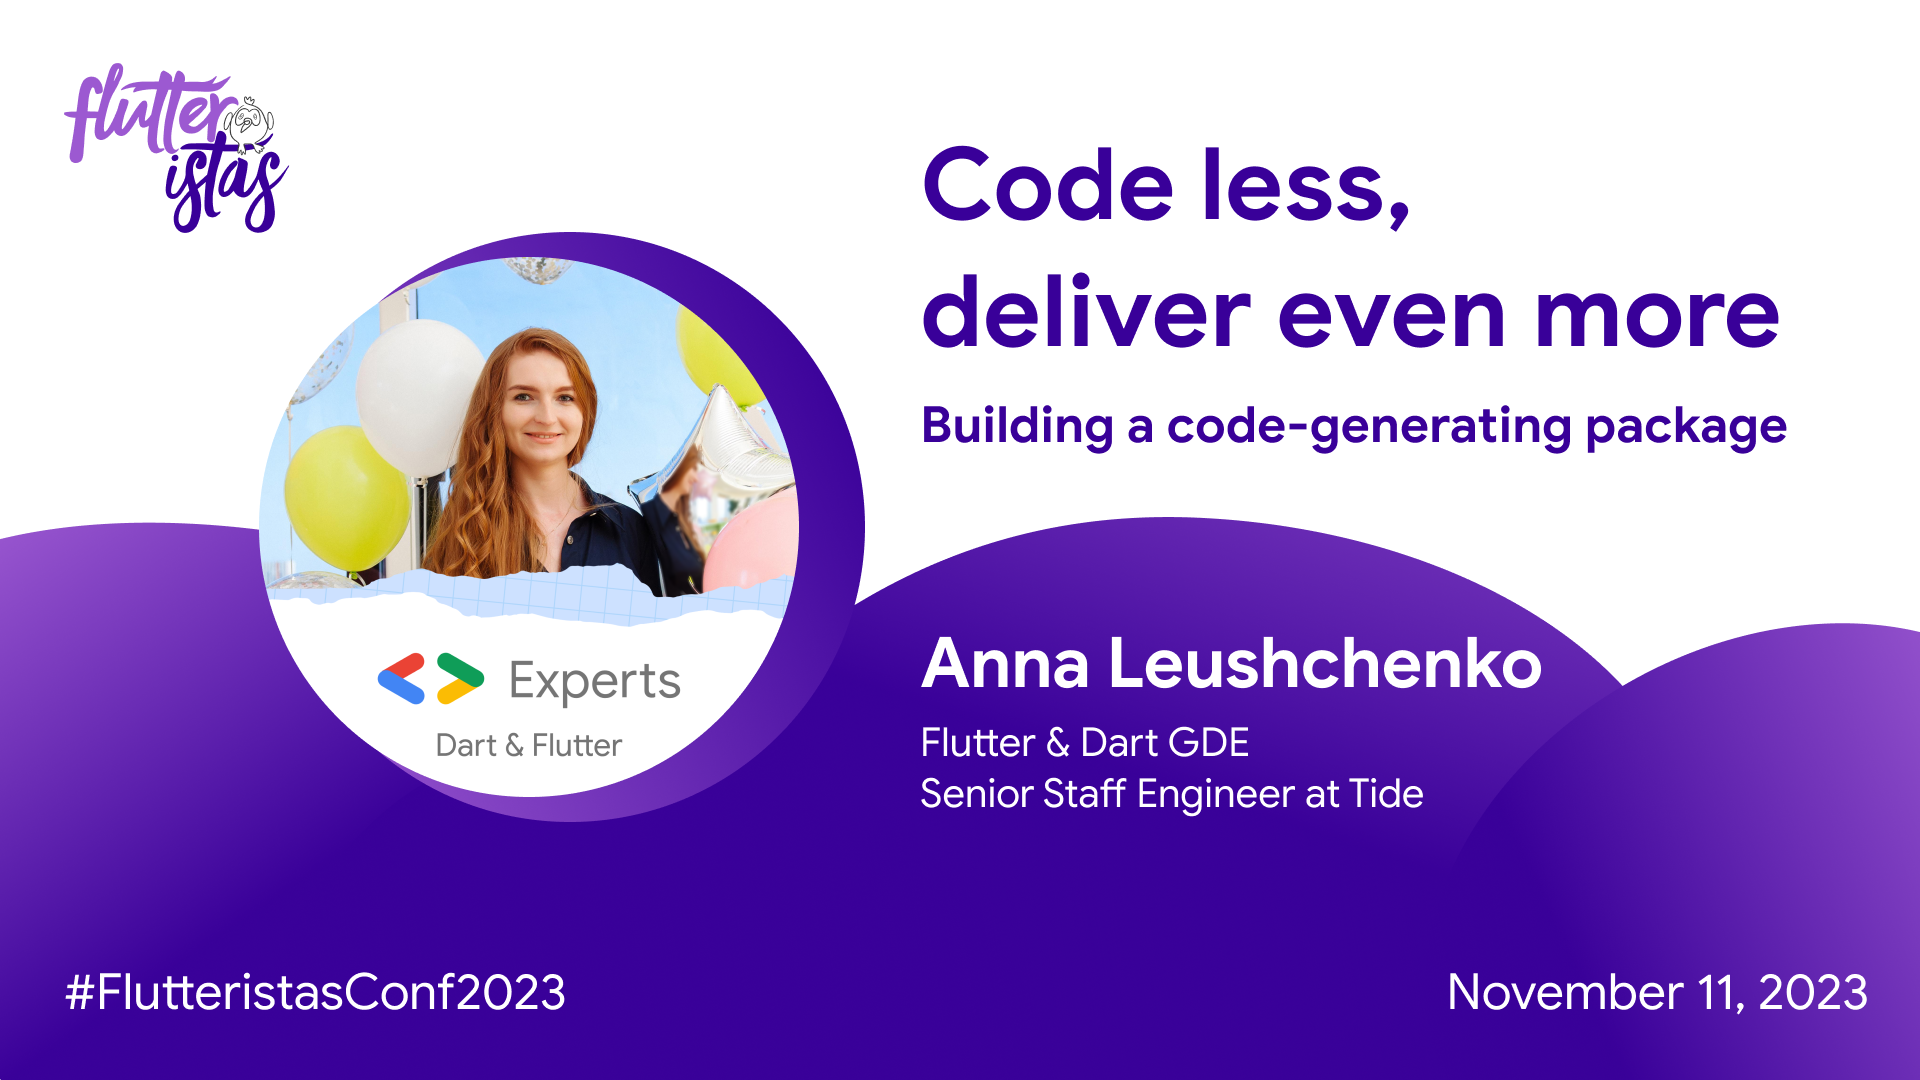 flutter
istas
Code less,
deliver even more
Building a code-generating package
Experts
Dart & Flutter
Anna Leushchenko
Flutter & Dart GDE
Senior Staff Engineer at Tide
#FlutteristasConf2023
November 11, 2023